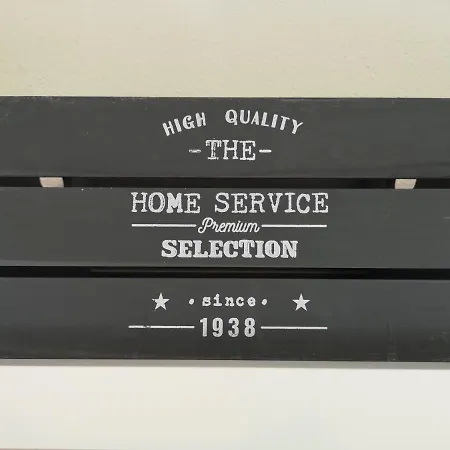 HIGH QUALITY
-THE-
HOME SERVICE
Premium
SELECTION
• since •
1938